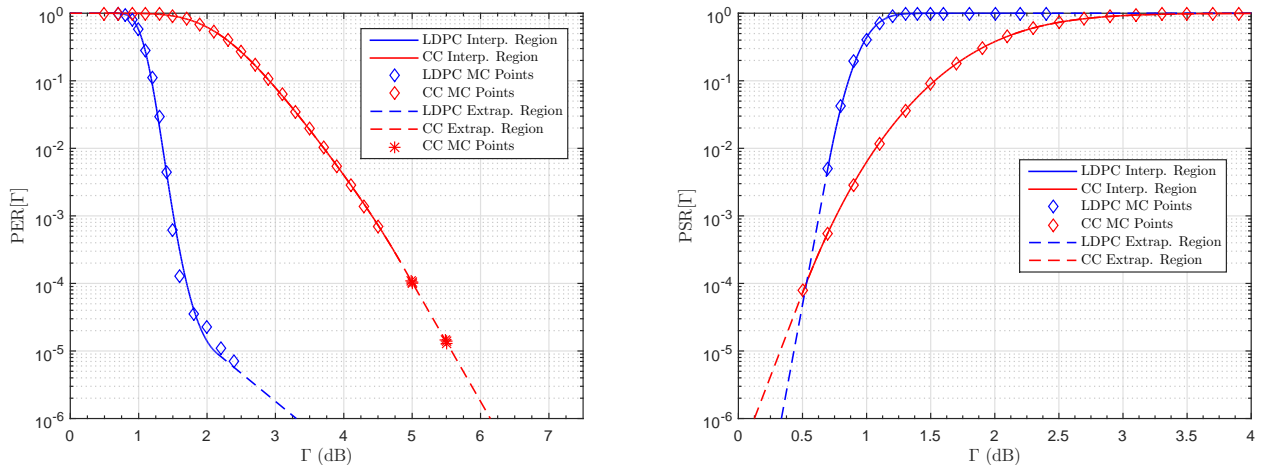 10^0
10^-1
10^-2
10^-3
10^-4
10^-5
10^-6
PER[Γ]
0 1 2 3 4 5 6 7
Γ (dB)
LDPC Interp. Region
CC Interp. Region
LDPC MC Points
CC MC Points
LDPC Extrap. Region
CC Extrap. Region
CC MC Points
10^0
10^-1
10^-2
10^-3
10^-4
10^-5
10^-6
PSR[Γ]
0 0.5 1 1.5 2 2.5 3 3.5 4
Γ (dB)
LDPC Interp. Region
CC Interp. Region
LDPC MC Points
CC MC Points
LDPC Extrap. Region
CC Extrap. Region